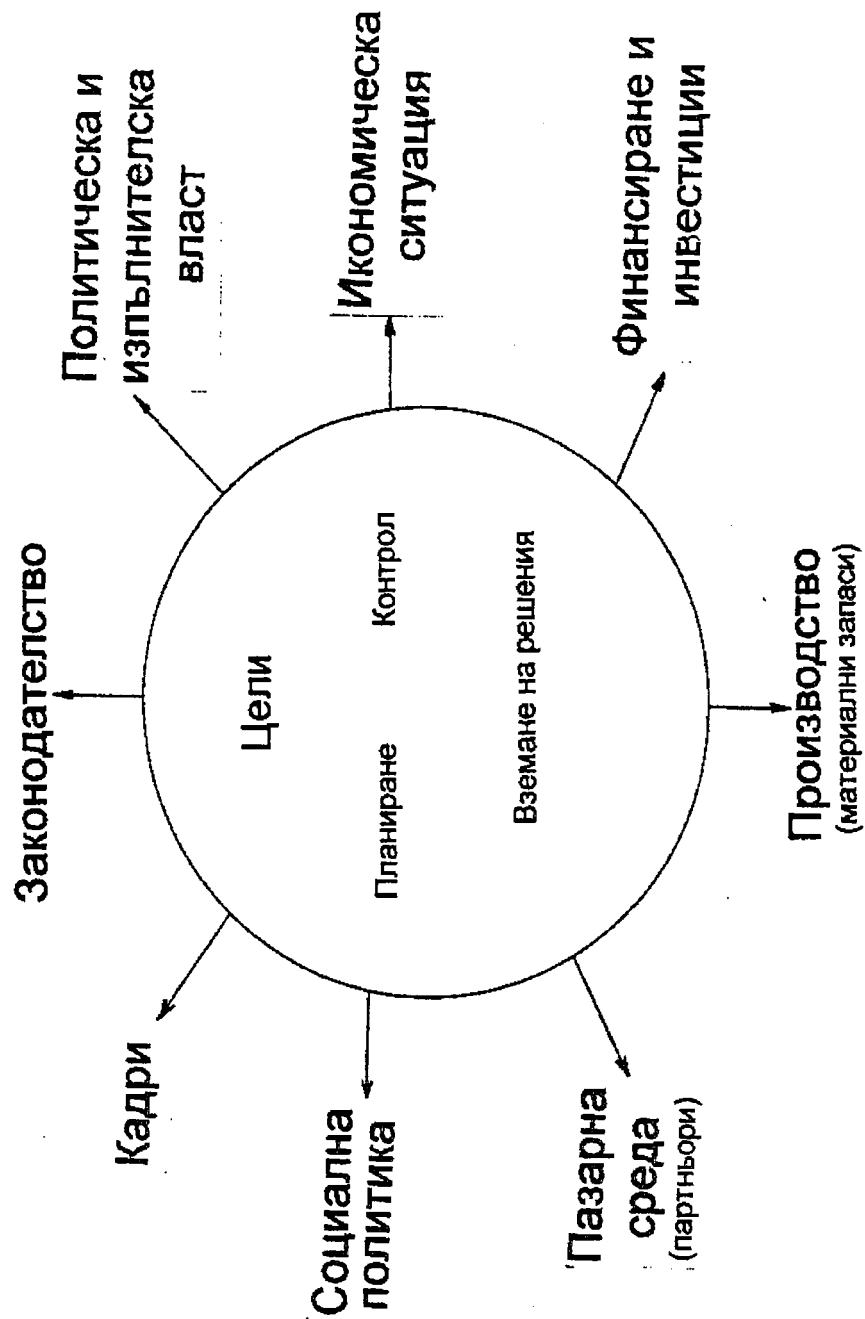 Законодателство
Политическа и
изпълнителска
власт
Кадри
Цели
Социална
политика
Планиране
Контрол
Икономическа
ситуация
Вземане на решения
Пазарна
среда
(партньори)
Финансиране и
инвестиции
Производство
(материални запаси)